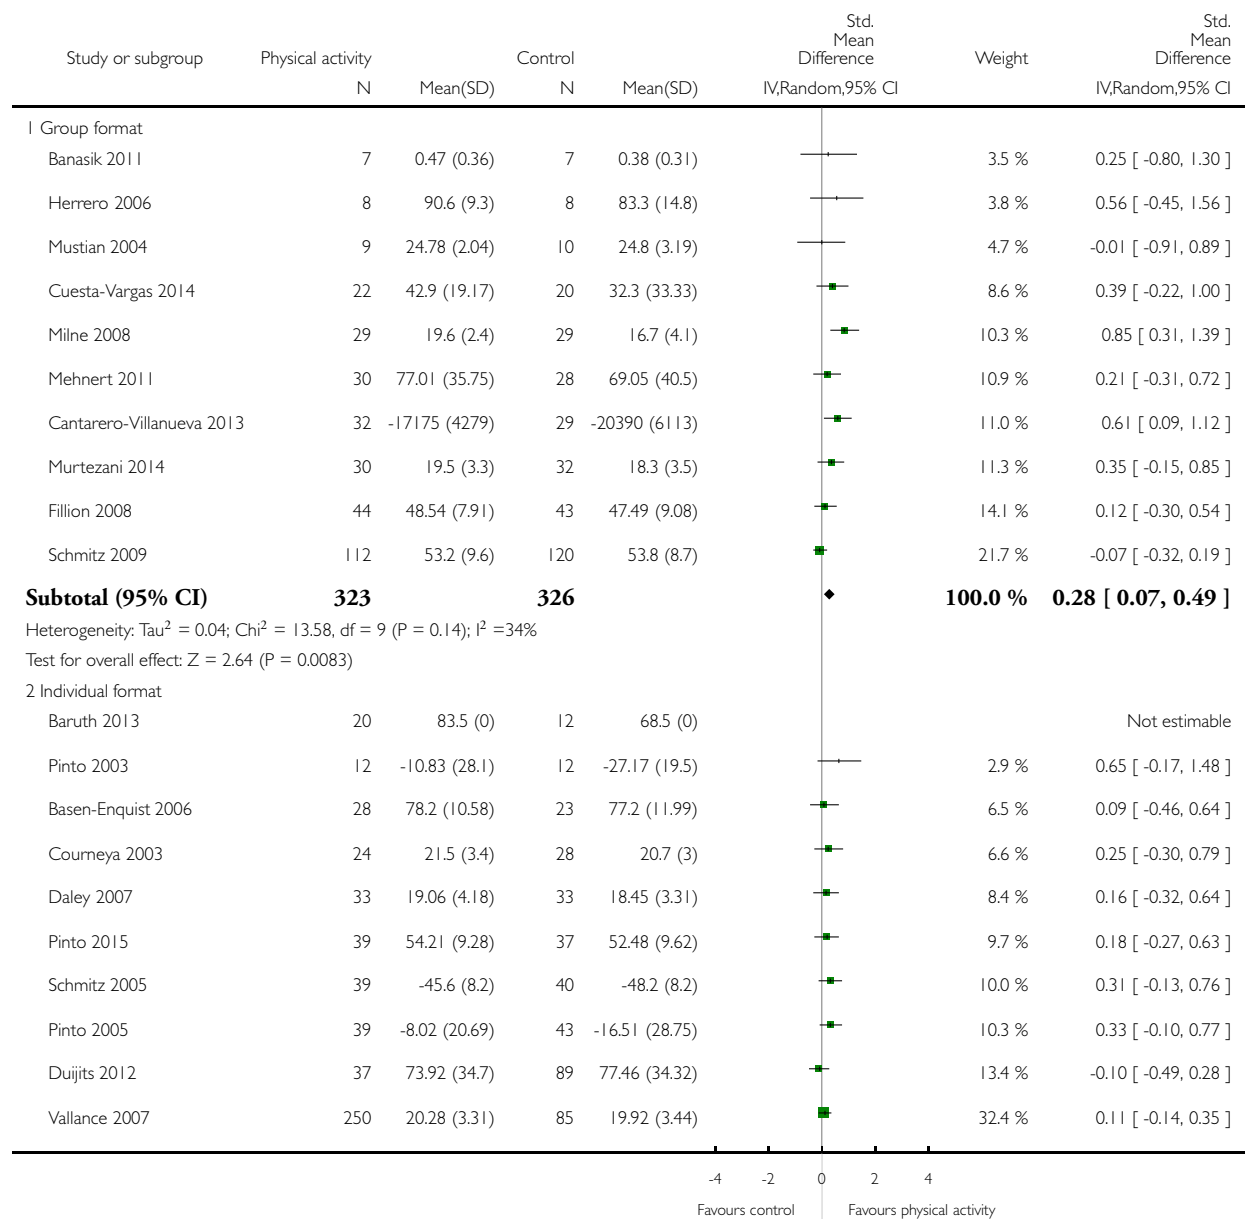 Std. Mean Difference Std. Mean Difference
Study or subgroup Physical activity Control Weight
N Mean(SD) N Mean(SD) IV,Random,95% CI IV,Random,95% CI
1 Group format
Banasik 2011 7 0.47 (0.36) 7 0.38 (0.31) 3.5 % 0.25 [ -0.80, 1.30 ]
Herrero 2006 8 90.6 (9.3) 8 83.3 (14.8) 3.8 % 0.56 [ -0.45, 1.56 ]
Mustian 2004 9 24.78 (2.04) 10 24.8 (3.19) 4.7 % -0.01 [ -0.91, 0.89 ]
Cuesta-Vargas 2014 22 42.9 (19.17) 20 32.3 (33.33) 8.6 % 0.39 [ -0.22, 1.00 ]
Milne 2008 29 19.6 (2.4) 29 16.7 (4.1) 10.3 % 0.85 [ 0.31, 1.39 ]
Mehnert 2011 30 77.01 (35.75) 28 69.05 (40.5) 10.9 % 0.21 [ -0.31, 0.72 ]
Cantarero-Villanueva 2013 32 -17175 (4279) 29 -20390 (6113) 11.0 % 0.61 [ 0.09, 1.12 ]
Murtezani 2014 30 19.5 (3.3) 32 18.3 (3.5) 11.3 % 0.35 [ -0.15, 0.85 ]
Fillion 2008 44 48.54 (7.91) 43 47.49 (9.08) 14.1 % 0.12 [ -0.30, 0.54 ]
Schmitz 2009 112 53.2 (9.6) 120 53.8 (8.7) 21.7 % -0.07 [ -0.32, 0.19 ]
Subtotal (95% CI) 323 326 100.0 % 0.28 [ 0.07, 0.49 ]
Heterogeneity: Tau² = 0.04; Chi² = 13.58, df = 9 (P = 0.14); I² =34%
Test for overall effect: Z = 2.64 (P = 0.0083)
2 Individual format
Baruth 2013 20 83.5 (0) 12 68.5 (0) Not estimable
Pinto 2003 12 -10.83 (28.1) 12 -27.17 (19.5) 2.9 % 0.65 [ -0.17, 1.48 ]
Basen-Enquist 2006 28 78.2 (10.58) 23 77.2 (11.99) 6.5 % 0.09 [ -0.46, 0.64 ]
Courneya 2003 24 21.5 (3.4) 28 20.7 (3) 6.6 % 0.25 [ -0.30, 0.79 ]
Daley 2007 33 19.06 (4.18) 33 18.45 (3.31) 8.4 % 0.16 [ -0.32, 0.64 ]
Pinto 2015 39 54.21 (9.28) 37 52.48 (9.62) 9.7 % 0.18 [ -0.27, 0.63 ]
Schmitz 2005 39 -45.6 (8.2) 40 -48.2 (8.2) 10.0 % 0.31 [ -0.13, 0.76 ]
Pinto 2005 39 -8.02 (20.69) 43 -16.51 (28.75) 10.3 % 0.33 [ -0.10, 0.77 ]
Duijits 2012 37 73.92 (34.7) 89 77.46 (34.32) 13.4 % -0.10 [ -0.49, 0.28 ]
Vallance 2007 250 20.28 (3.31) 85 19.92 (3.44) 32.4 % 0.11 [ -0.14, 0.35 ]
-4 -2 0 2 4
Favours control Favours physical activity